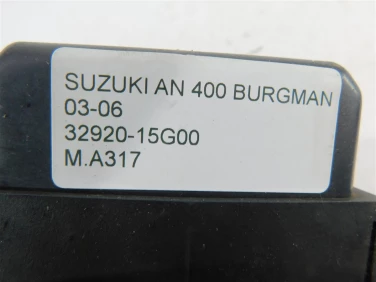 SUZUKI AN 400 BURGMAN
03-06
32920-15G00
M.A317